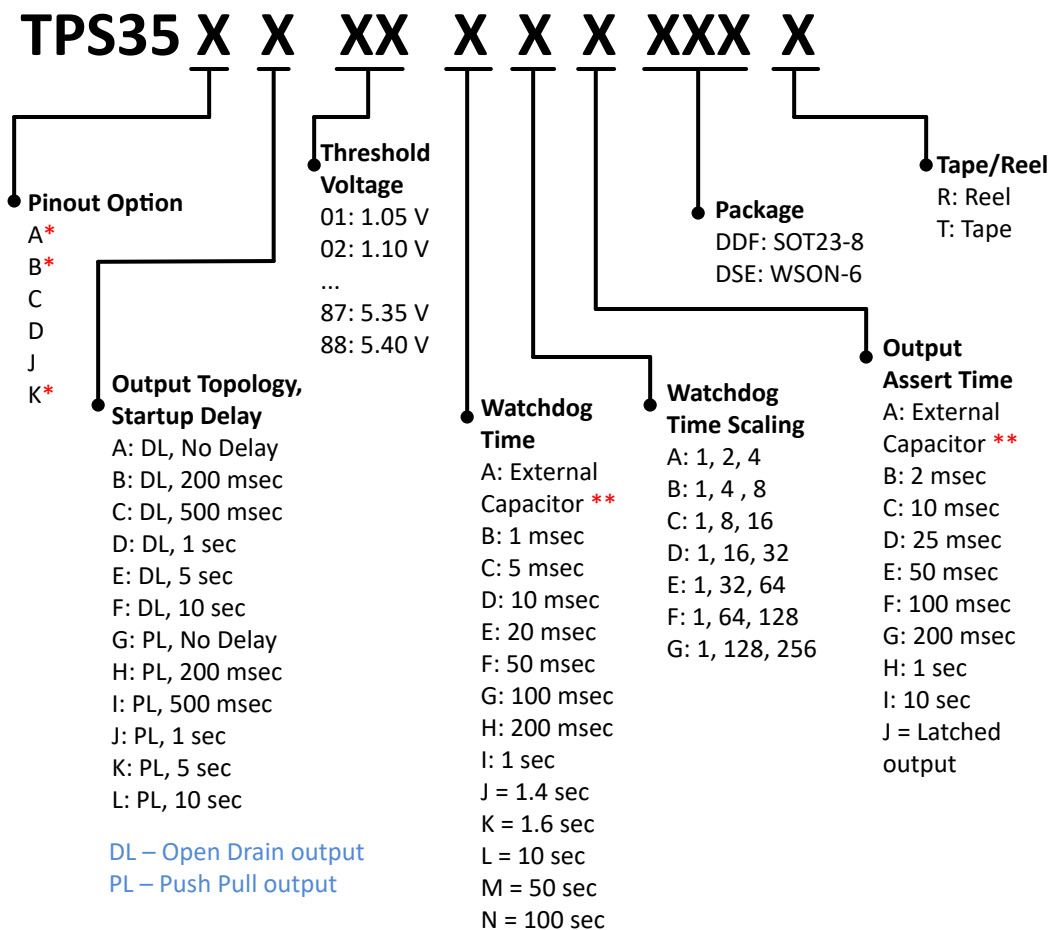 TPS35 X X XX X X X XXX X
Pinout Option
A*
B*
C
D
J
K*
Output Topology,
Startup Delay
A: DL, No Delay
B: DL, 200 msec
C: DL, 500 msec
D: DL, 1 sec
E: DL, 5 sec
F: DL, 10 sec
G: PL, No Delay
H: PL, 200 msec
I: PL, 500 msec
J: PL, 1 sec
K: PL, 5 sec
L: PL, 10 sec
DL – Open Drain output
PL – Push Pull output
Threshold
Voltage
01: 1.05 V
02: 1.10 V
...
87: 5.35 V
88: 5.40 V
Watchdog
Time
A: External
Capacitor **
B: 1 msec
C: 5 msec
D: 10 msec
E: 20 msec
F: 50 msec
G: 100 msec
H: 200 msec
I: 1 sec
J = 1.4 sec
K = 1.6 sec
L = 10 sec
M = 50 sec
N = 100 sec
Watchdog
Time Scaling
A: 1, 2, 4
B: 1, 4 , 8
C: 1, 8, 16
D: 1, 16, 32
E: 1, 32, 64
F: 1, 64, 128
G: 1, 128, 256
Output
Assert Time
A: External
Capacitor **
B: 2 msec
C: 10 msec
D: 25 msec
E: 50 msec
F: 100 msec
G: 200 msec
H: 1 sec
I: 10 sec
J = Latched
output
Package
DDF: SOT23-8
DSE: WSON-6
Tape/Reel
R: Reel
T: Tape